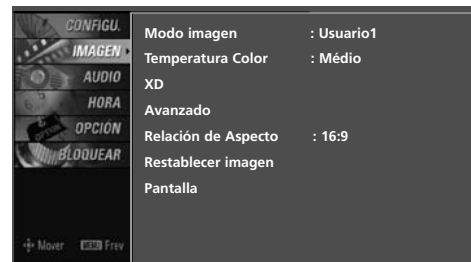 CONFIGU.
IMAGEN
AUDIO
HORA
OPCIÓN
BLOQUEAR
Mover MENU Prev
Modo imagen : Usuario1
Temperatura Color : Médio
XD
Avanzado
Relación de Aspecto : 16:9
Restablecer imagen
Pantalla